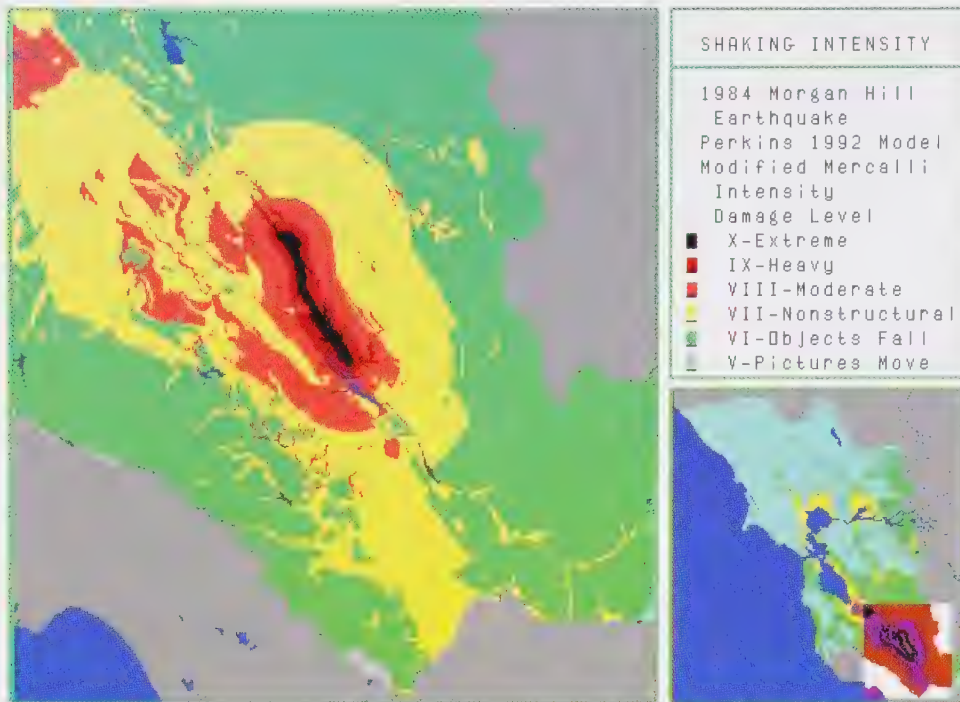 SHAKING INTENSITY
1984 Morgan Hill
Earthquake
Perkins 1992 Model
Modified Mercalli
Intensity
Damage Level
X-Extreme
IX-Heavy
VIII-Moderate
VII-Nonstructural
VI-Objects Fall
V-Pictures Move